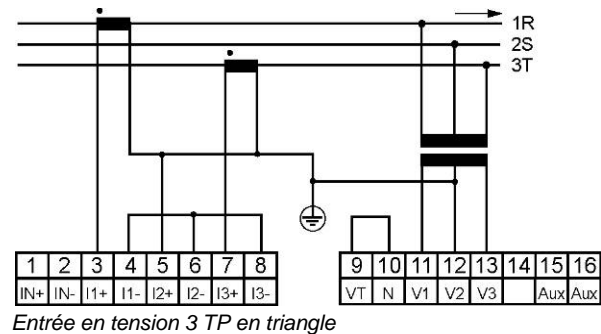 1R
2S
3T
1 2 3 4 5 6 7 8
IN+ IN- I1+ I1- I2+ I2- I3+ I3-
9 10 11 12 13 14 15 16
VT N V1 V2 V3 Aux Aux
Entrée en tension 3 TP en triangle